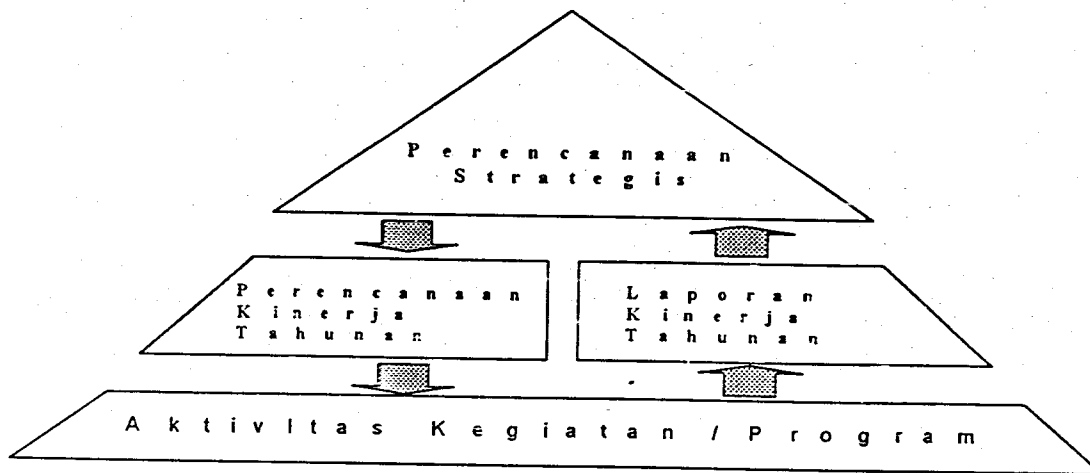 Perencanaan
Strategis
Perencanaan
Kinerja
Tahunan
Laporan
Kinerja
Tahunan
Aktivitas Kegiatan / Program